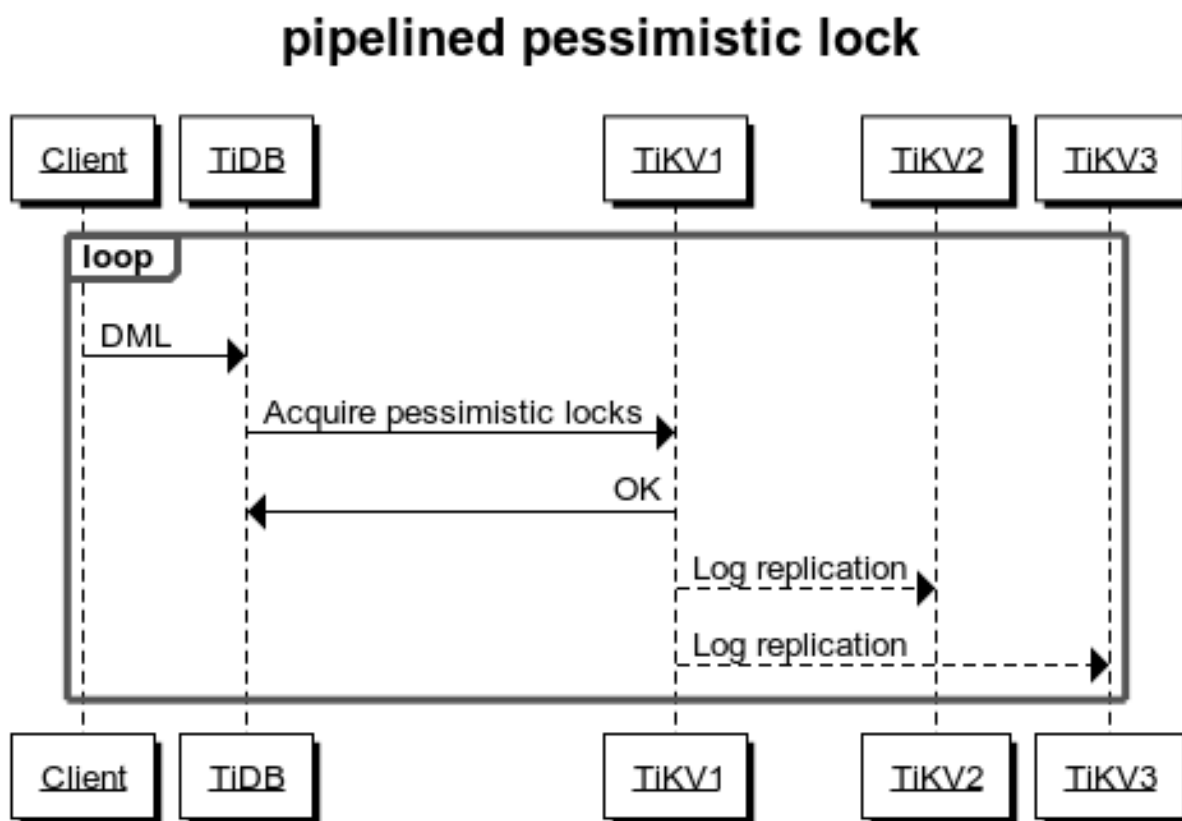 pipelined pessimistic lock
Client TiDB TiKV1 TiKV2 TiKV3
loop
DML
Acquire pessimistic locks
OK
Log replication
Log replication
Client TiDB TiKV1 TiKV2 TiKV3